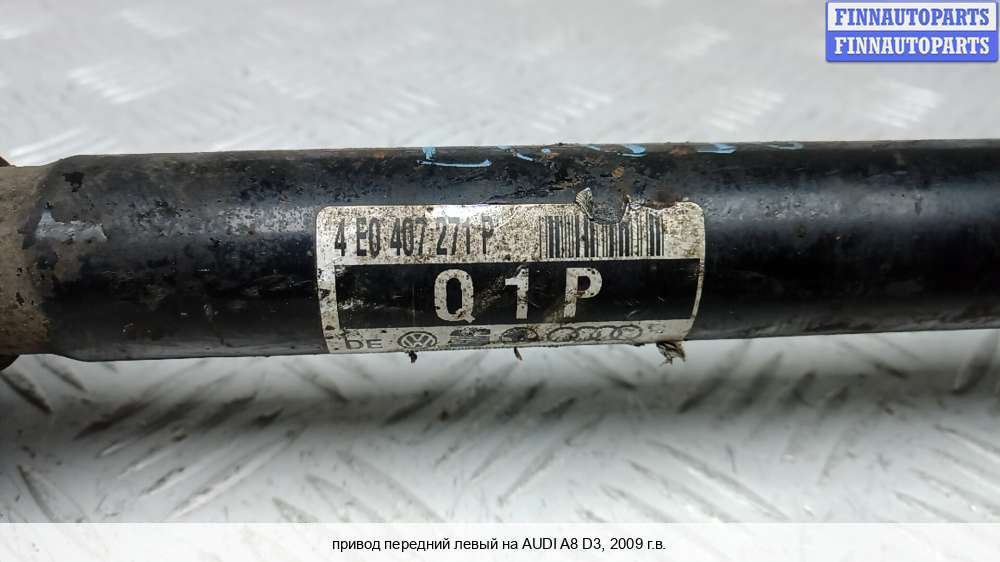 FINNAUTOPARTS
FINNAUTOPARTS
4 E0 407 271 P
Q 1 P
DE
привод передний левый на AUDI A8 D3, 2009 г.в.